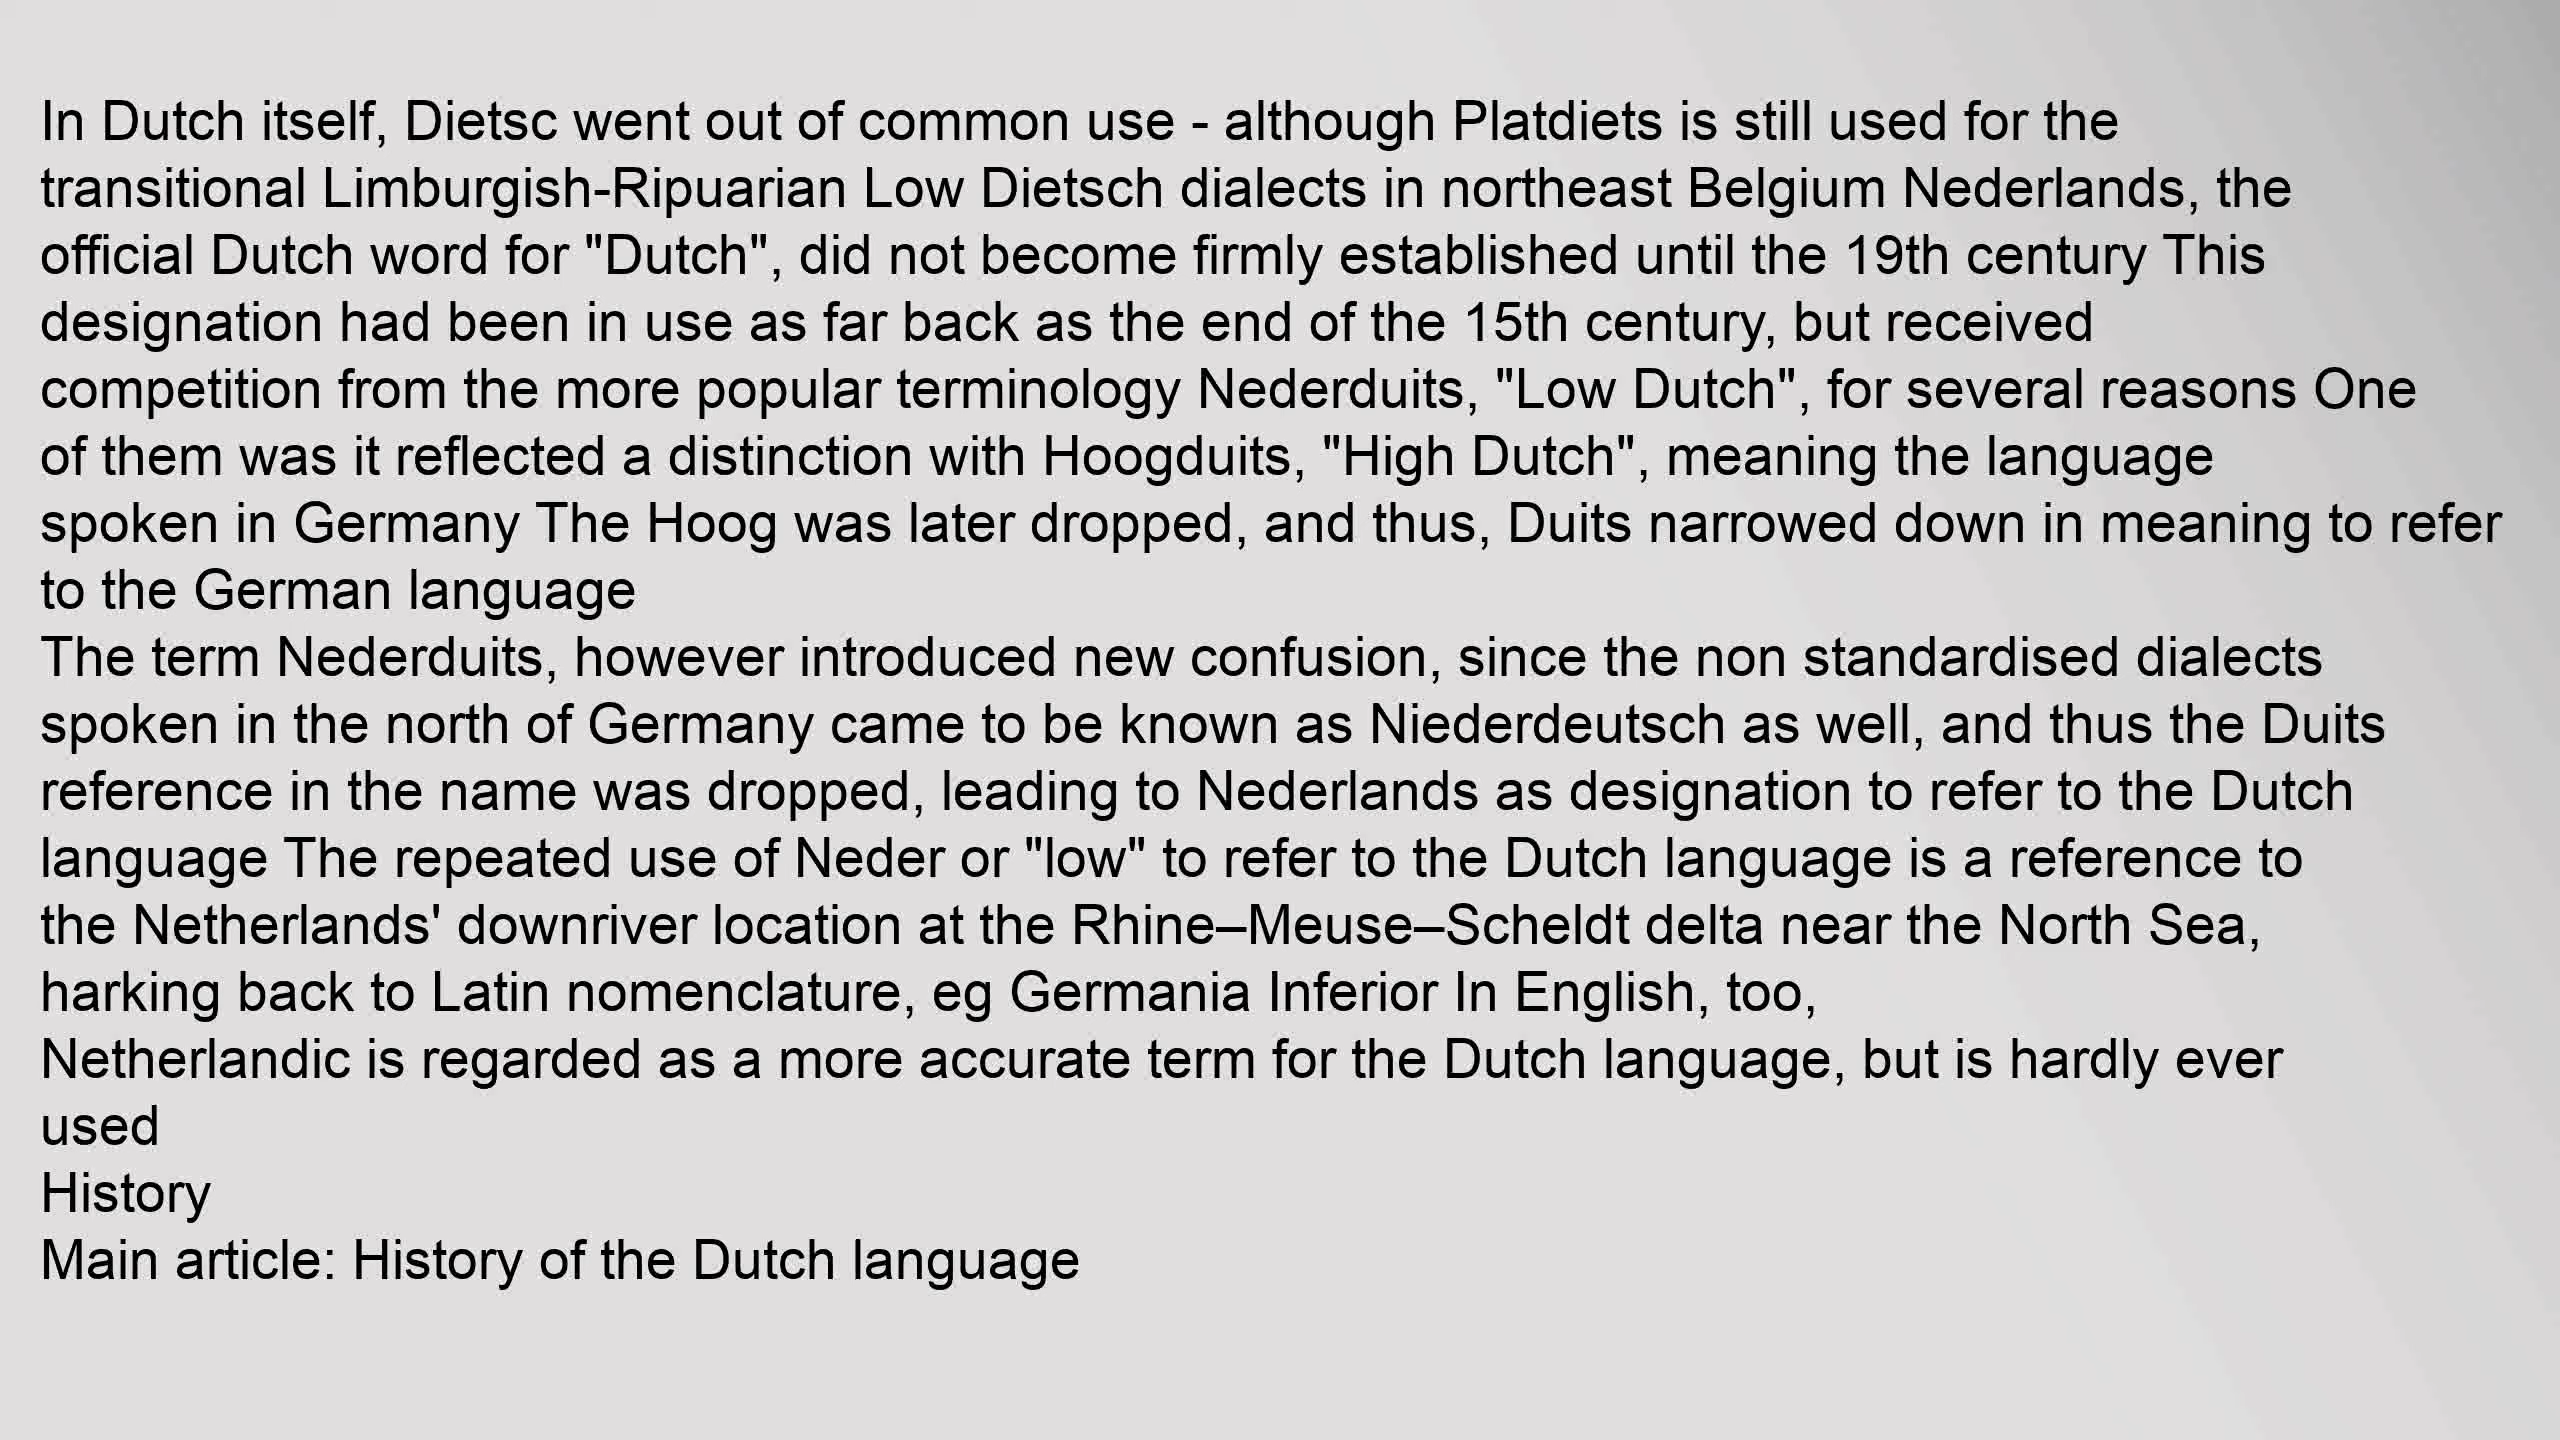 In Dutch itself, Dietsc went out of common use - although Platdiets is still used for the
transitional Limburgish-Ripuarian Low Dietsch dialects in northeast Belgium Nederlands, the
official Dutch word for "Dutch", did not become firmly established until the 19th century This
designation had been in use as far back as the end of the 15th century, but received
competition from the more popular terminology Nederduits, "Low Dutch", for several reasons One
of them was it reflected a distinction with Hoogduits, "High Dutch", meaning the language
spoken in Germany The Hoog was later dropped, and thus, Duits narrowed down in meaning to refer
to the German language
The term Nederduits, however introduced new confusion, since the non standardised dialects
spoken in the north of Germany came to be known as Niederdeutsch as well, and thus the Duits
reference in the name was dropped, leading to Nederlands as designation to refer to the Dutch
language The repeated use of Neder or "low" to refer to the Dutch language is a reference to
the Netherlands' downriver location at the Rhine–Meuse–Scheldt delta near the North Sea,
harking back to Latin nomenclature, eg Germania Inferior In English, too,
Netherlandic is regarded as a more accurate term for the Dutch language, but is hardly ever
used
History
Main article: History of the Dutch language